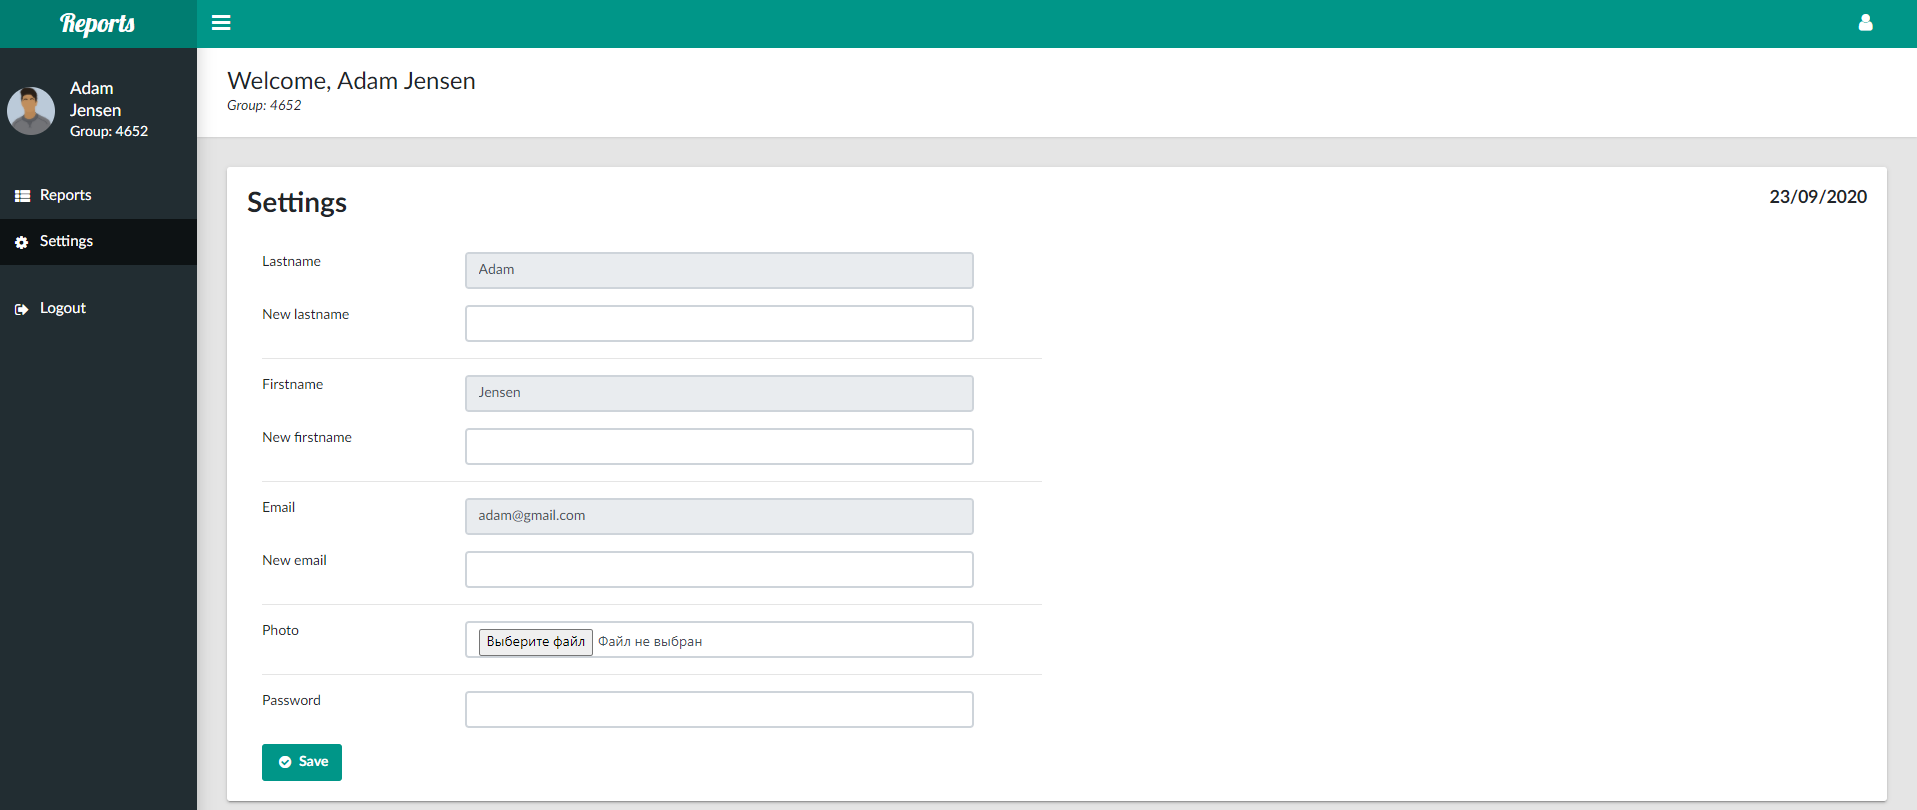 Reports
Adam
Jensen
Group: 4652
Reports
Settings
Logout
Welcome, Adam Jensen
Group: 4652
Settings
23/09/2020
Lastname
Adam
New lastname
Firstname
Jensen
New firstname
Email
adam@gmail.com
New email
Photo
Выберите файл Файл не выбран
Password
Save